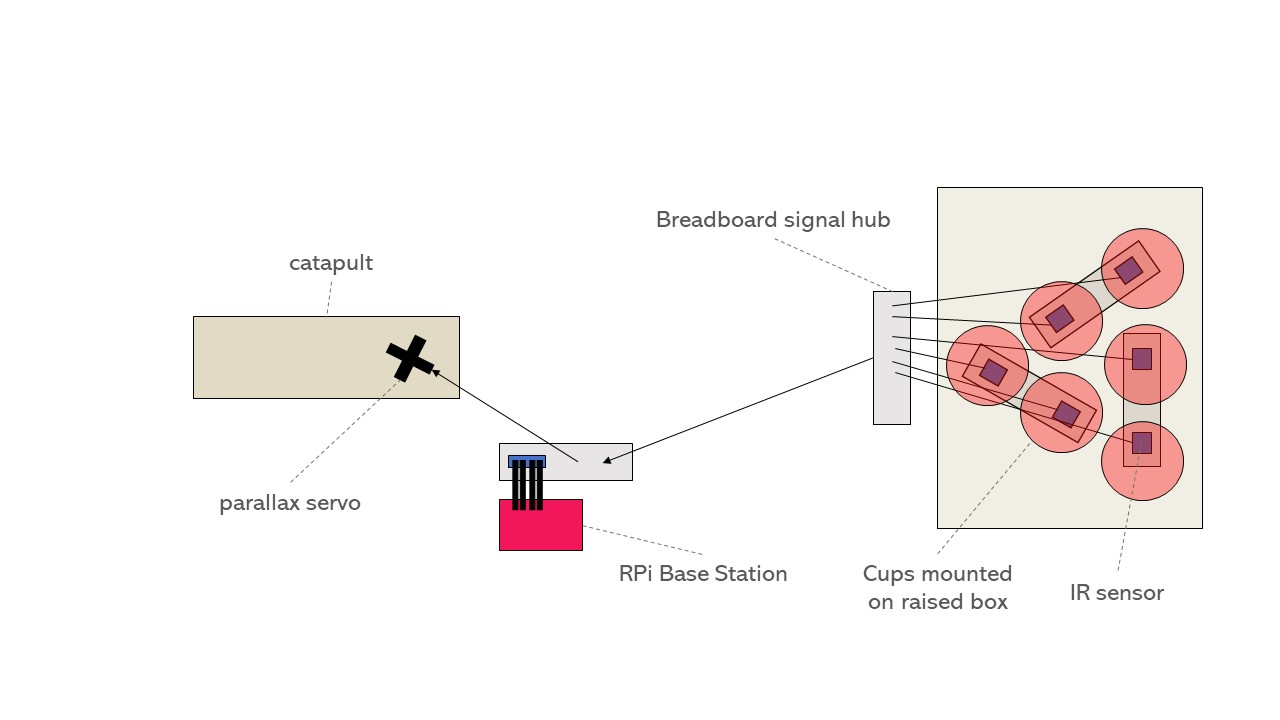 Breadboard signal hub
catapult
parallax servo
RPi Base Station
Cups mounted
on raised box
IR sensor